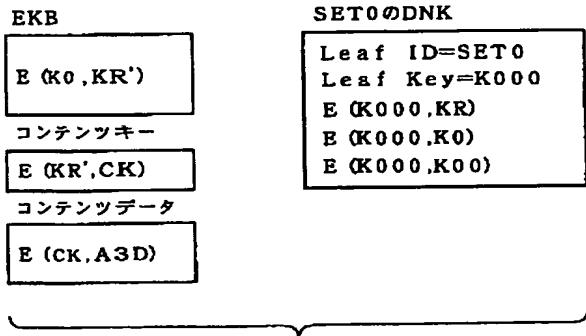 EKB
E (K0,KR')
コンテンツキー
E (KR',CK)
コンテンツデータ
E (CK,A3D)
SET0のDNK
Leaf ID=SET0
Leaf Key=K000
E (K000,KR)
E (K000,K0)
E (K000,K00)